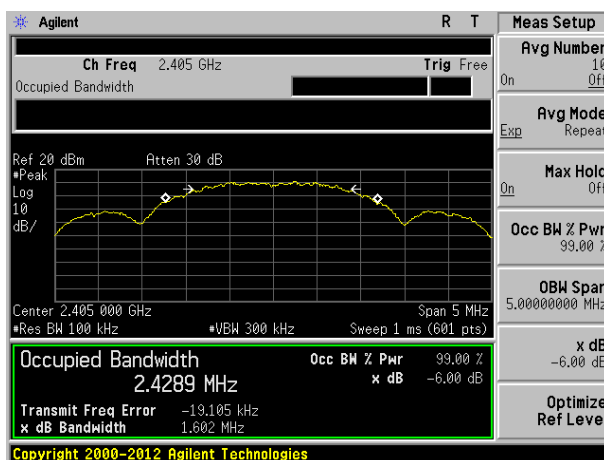 Agilent R T Meas Setup
Ch Freq 2.405 GHz Trig Free
Occupied Bandwidth
Ref 20 dBm Atten 30 dB
#Peak
Log
10
dB/
Center 2.405 000 GHz Span 5 MHz
#Res BW 100 kHz #VBW 300 kHz Sweep 1 ms (601 pts)
Occupied Bandwidth Occ BW % Pwr 99.00 %
2.4289 MHz x dB -6.00 dB
Transmit Freq Error -19.105 kHz
x dB Bandwidth 1.602 MHz
Copyright 2000-2012 Agilent Technologies
Avg Number
10
On Off
Avg Mode
Exp Repeat
Max Hold
On Off
Occ BW % Pwr
99.00 %
OBW Span
5.00000000 MHz
x dB
-6.00 dB
Optimize
Ref Level